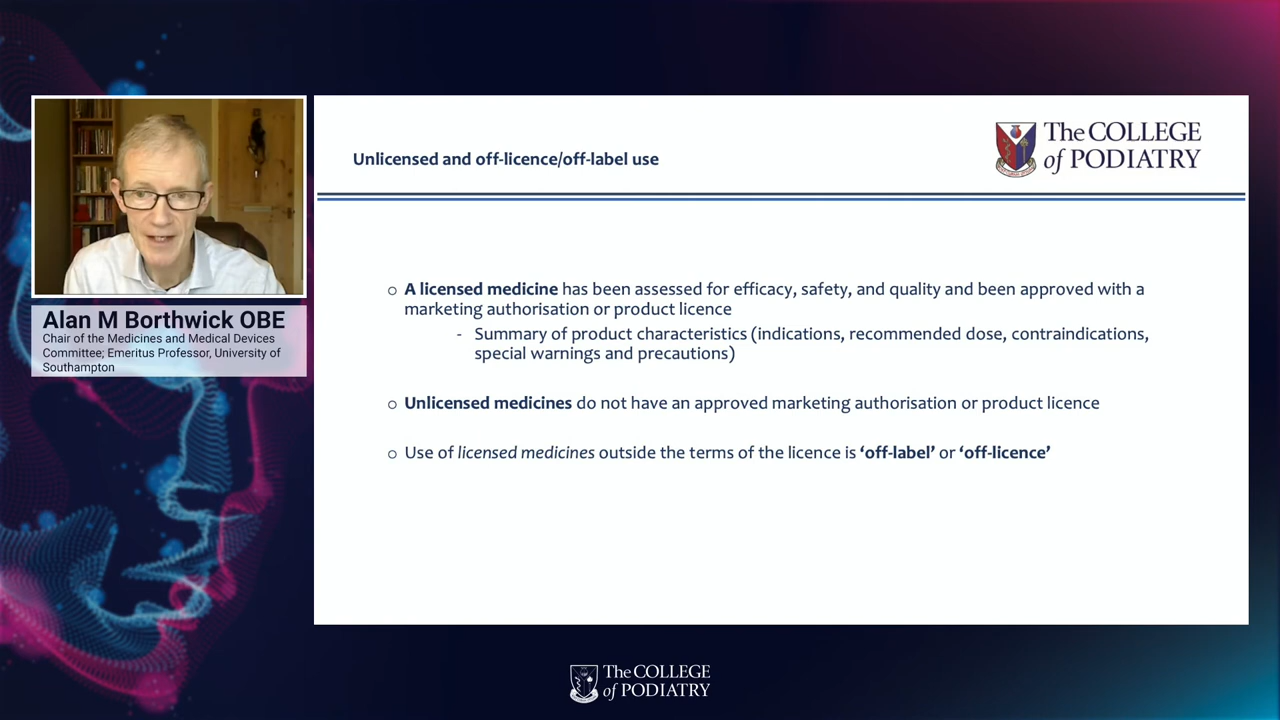 Unlicensed and off-licence/off-label use
The COLLEGE
of PODIATRY
Alan M Borthwick OBE
Chair of the Medicines and Medical Devices
Committee; Emeritus Professor, University of
Southampton
o A licensed medicine has been assessed for efficacy, safety, and quality and been approved with a
marketing authorisation or product licence
- Summary of product characteristics (indications, recommended dose, contraindications,
special warnings and precautions)
o Unlicensed medicines do not have an approved marketing authorisation or product licence
o Use of licensed medicines outside the terms of the licence is ‘off-label’ or ‘off-licence’
The COLLEGE
of PODIATRY